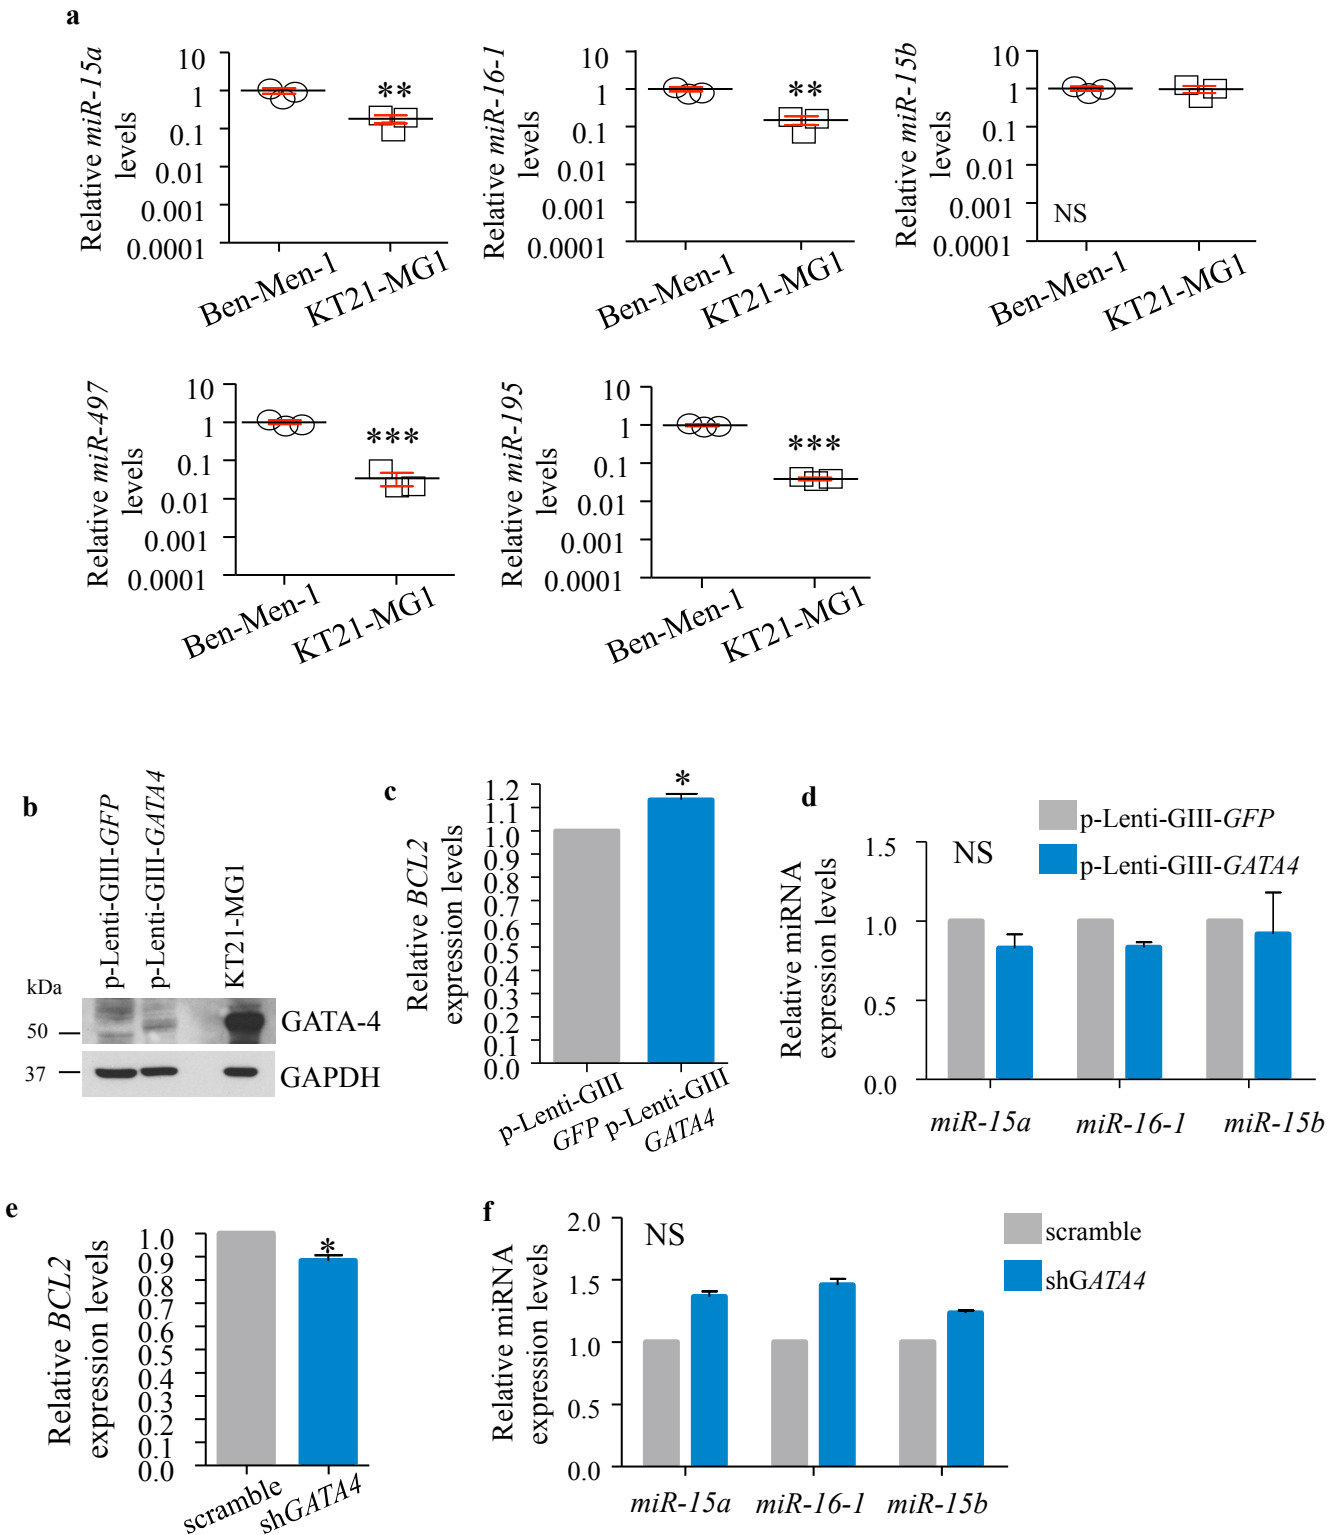 a
Relative miR-15a
levels
10
1
0.1
0.01
0.001
0.0001
**
Ben-Men-1
KT21-MG1
Relative miR-16-1
levels
10
1
0.1
0.01
0.001
0.0001
**
Ben-Men-1
KT21-MG1
Relative miR-15b
levels
10
1
0.1
0.01
0.001
0.0001
NS
Ben-Men-1
KT21-MG1
Relative miR-497
levels
10
1
0.1
0.01
0.001
0.0001
***
Ben-Men-1
KT21-MG1
Relative miR-195
levels
10
1
0.1
0.01
0.001
0.0001
***
Ben-Men-1
KT21-MG1
b
p-Lenti-GIII-GFP
p-Lenti-GIII-GATA4
KT21-MG1
kDa
50
GATA-4
37
GAPDH
c
Relative BCL2
expression levels
1.2
1.1
1.0
0.9
0.8
0.7
0.6
0.5
0.4
0.3
0.2
0.1
0.0
*
p-Lenti-GIII
GFP
p-Lenti-GIII
GATA4
d
p-Lenti-GIII-GFP
p-Lenti-GIII-GATA4
NS
Relative miRNA
expression levels
1.5
1.0
0.5
0.0
miR-15a
miR-16-1
miR-15b
e
Relative BCL2
expression levels
1.0
0.9
0.8
0.7
0.6
0.5
0.4
0.3
0.2
0.1
0.0
*
scramble
shGATA4
f
Relative miRNA
expression levels
2.0
1.5
1.0
0.5
0.0
NS
scramble
shGATA4
miR-15a
miR-16-1
miR-15b